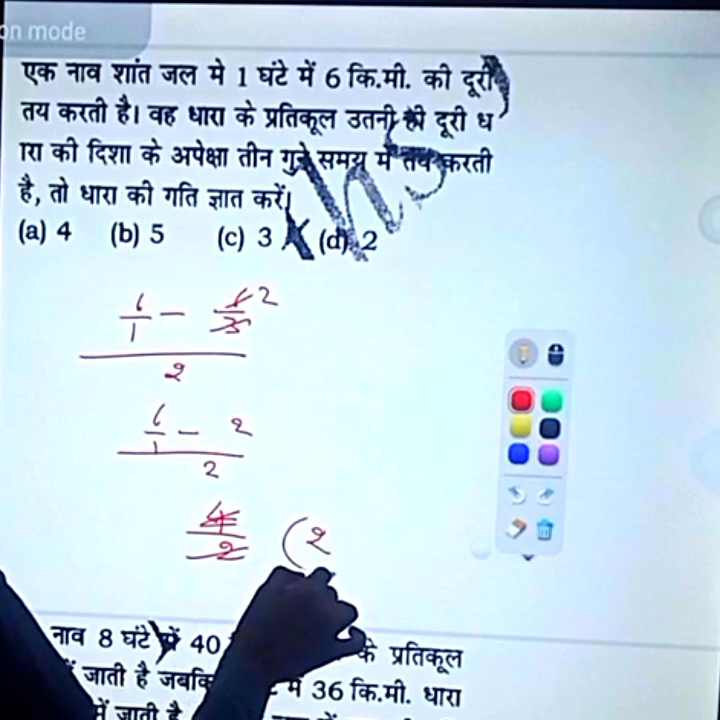 on mode
एक नाव शांत जल मे 1 घंटे में 6 कि.मी. की दूरी
तय करती है। वह धारा के प्रतिकूल उतनी ही दूरी ध
ारा की दिशा के अपेक्षा तीन गुने समय में तय करती
है, तो धारा की गति ज्ञात करें।
(a) 4 (b) 5 (c) 3 (d) 2
6/1 - 6/3 2
2
6/1 - 2
2
4/2 (2
नाव 8 घंटे में 40 के प्रतिकूल
जाती है जबकि में 36 कि.मी. धारा
में जाती है